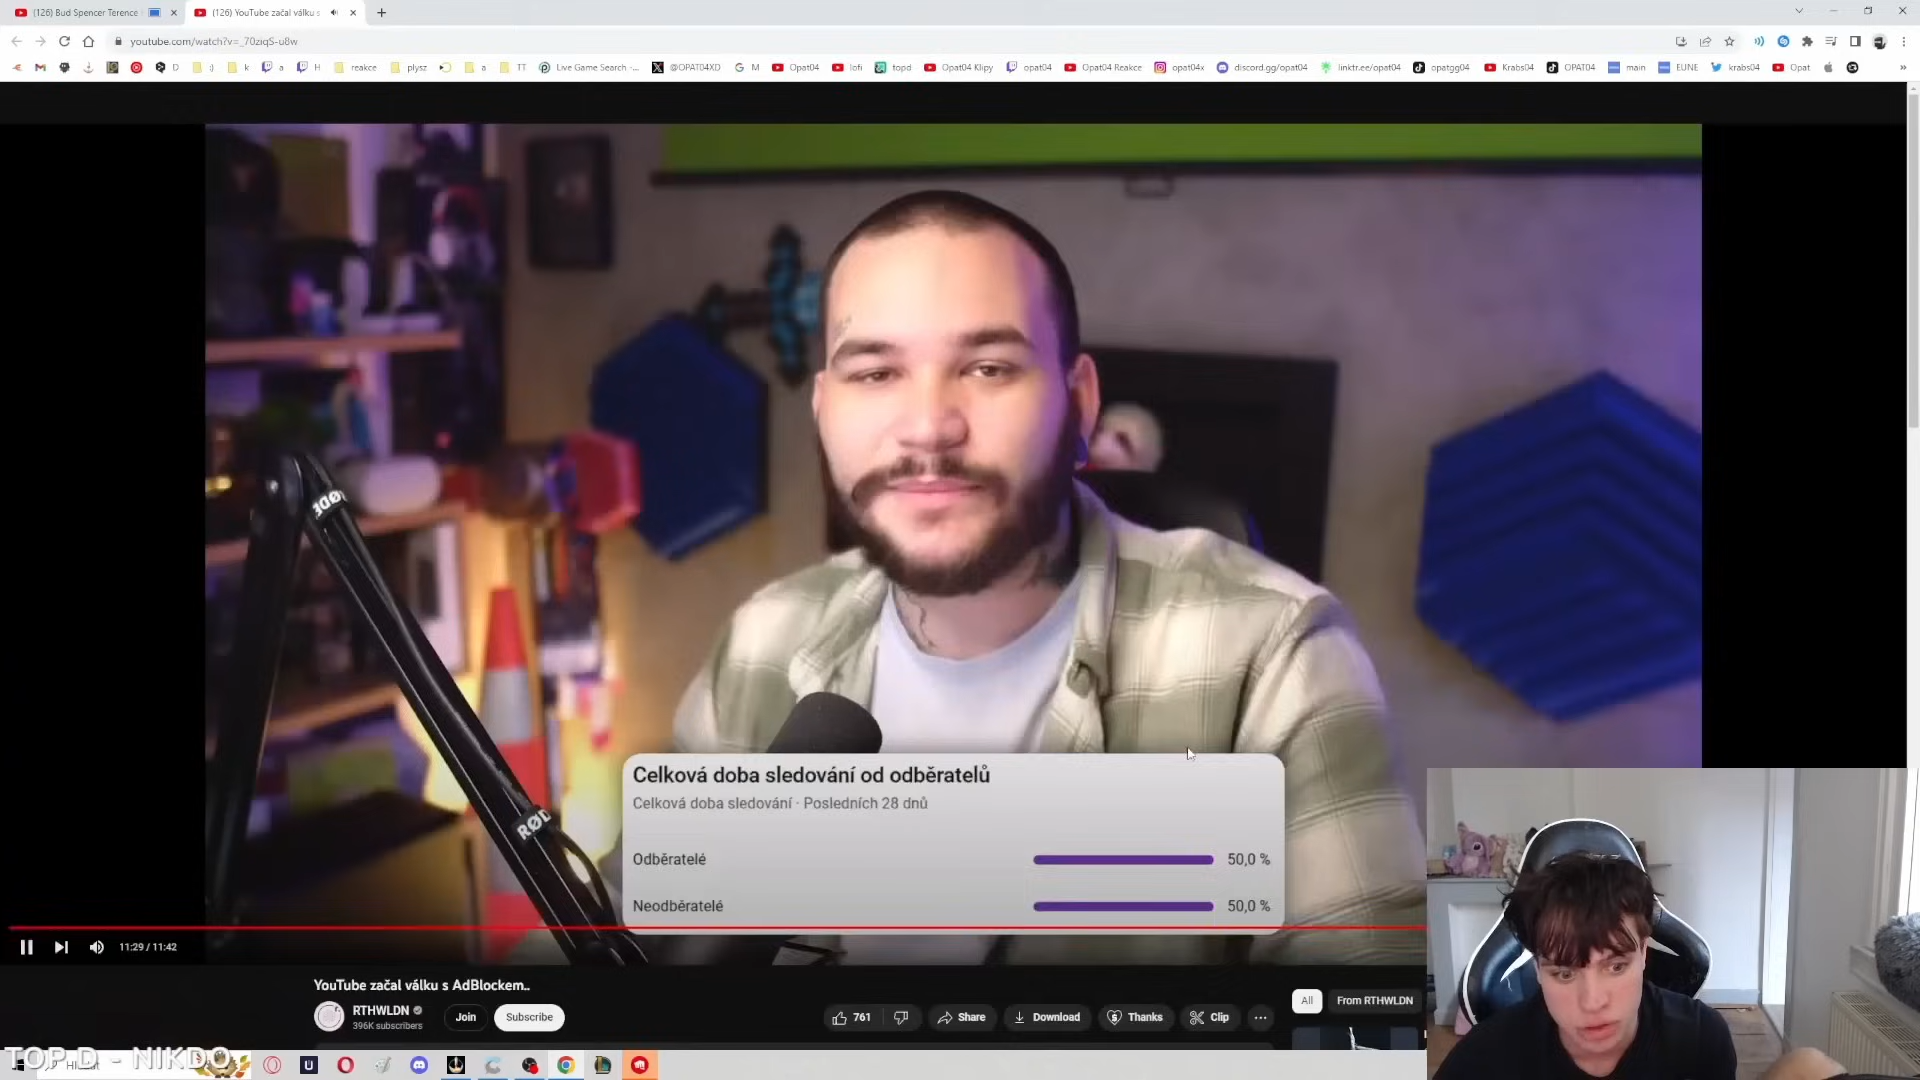 (126) Bud Spencer Terence
(126) YouTube začal válku s
youtube.com/watch?v=_70ziqS-u8w
D
:)
k
a
H
reakce
plysz
a
TT
Live Game Search -...
@OPAT04XD
M
Opat04
lofi
topd
Opat04 Klipy
opat04
Opat04 Reakce
opat04x
discord.gg/opat04
linktr.ee/opat04
opatgg04
Krabs04
OPAT04
main
EUNE
krabs04
Opat
RØDE
RØD
Celková doba sledování od odběratelů
Celková doba sledování · Posledních 28 dnů
Odběratelé 50,0 %
Neodběratelé 50,0 %
11:29 / 11:42
YouTube začal válku s AdBlockem..
RTHWLDN
396K subscribers
Join
Subscribe
761
Share
Download
Thanks
Clip
All
From RTHWLDN
TOP D - NIKDO